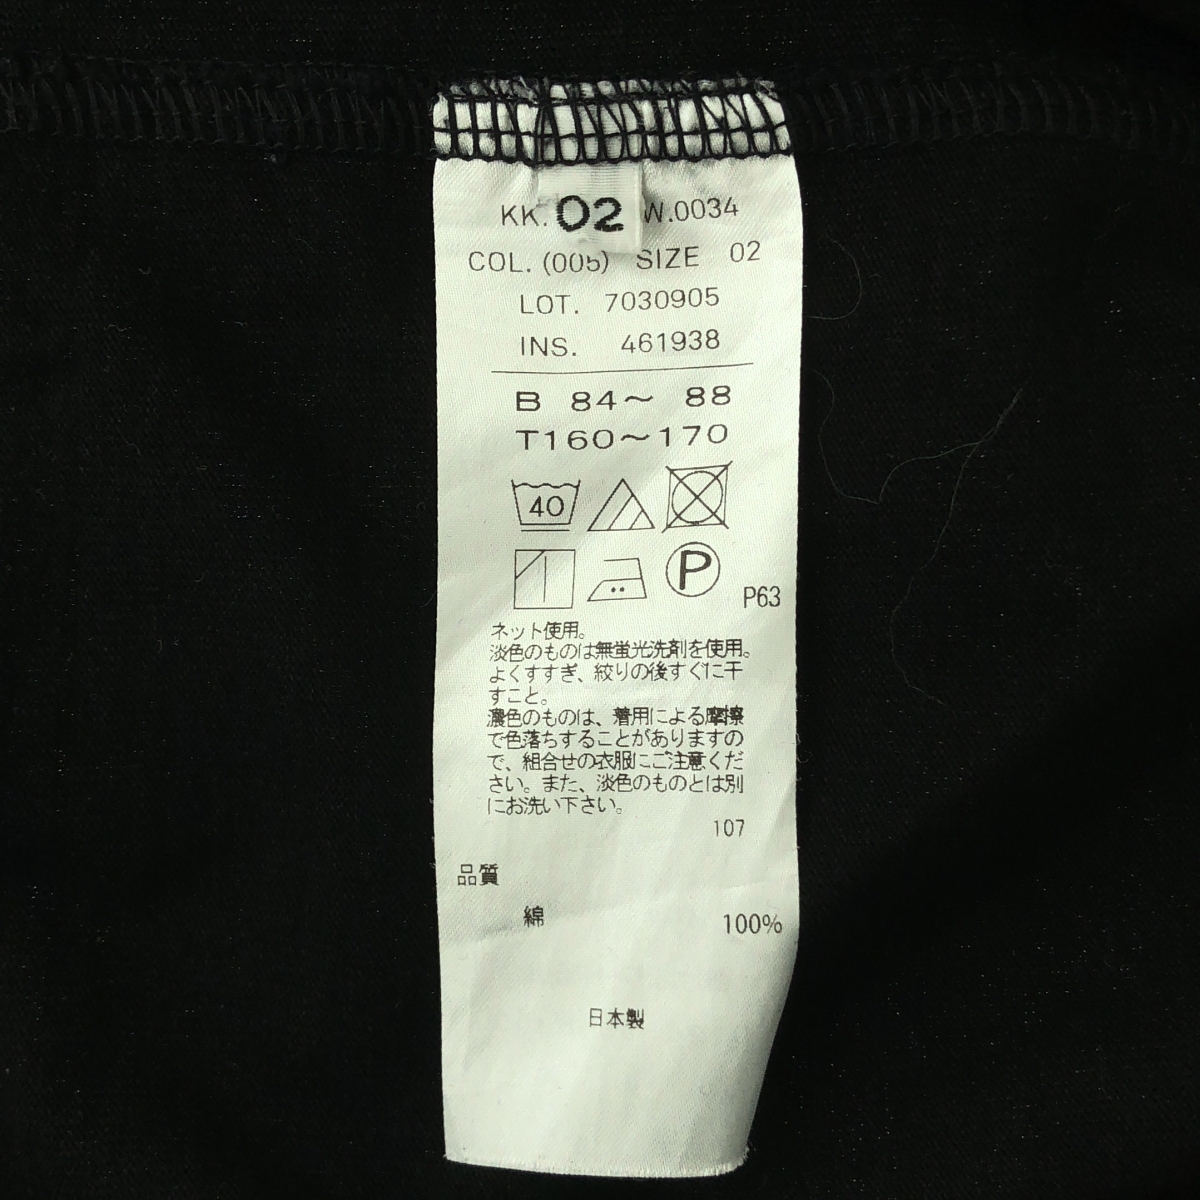 KK. 02 W.0034
COL. (005) SIZE 02
LOT. 7030905
INS. 461938
B 84～ 88
T160～170
40
P
P63
ネット使用。
淡色のものは無蛍光洗剤を使用。
よくすすぎ、絞りの後すぐに干
すこと。
濃色のものは、着用による摩擦
で色落ちすることがありますの
で、組合せの衣服にご注意くだ
さい。また、淡色のものとは別
にお洗い下さい。
107
品質
綿 100%
日本製